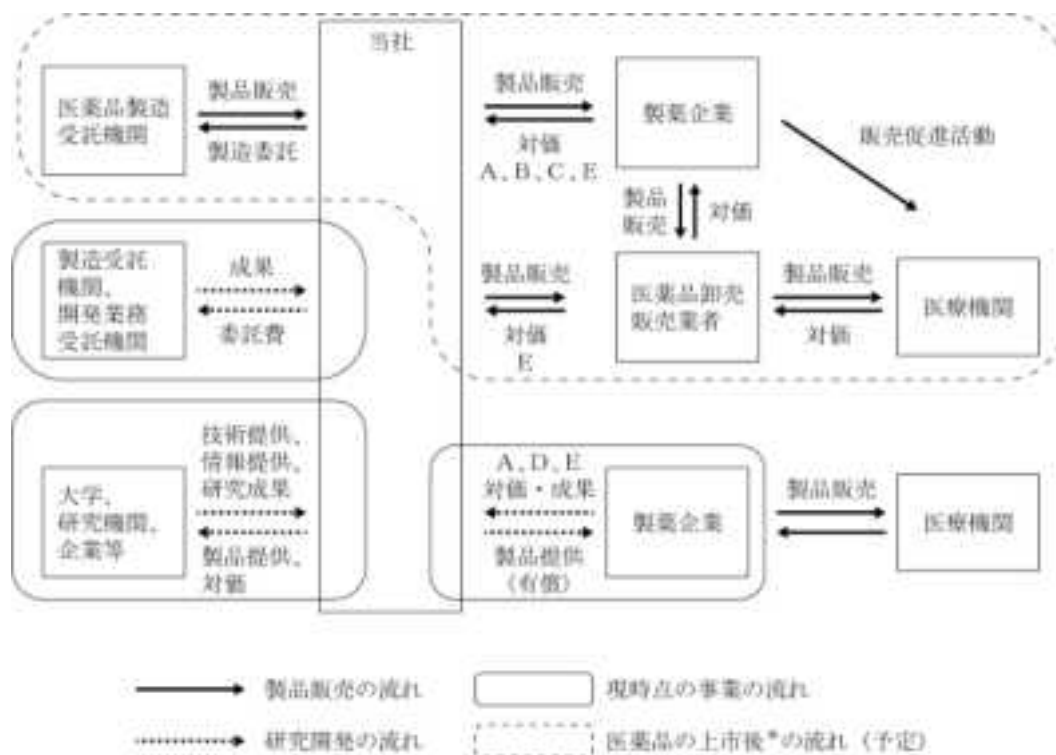 当社
医薬品製造
受託機関
製品販売
製造委託
製品販売
対価
A、B、C、E
製薬企業
販売促進活動
製品
販売
対価
製造受託
機関、
開発業務
受託機関
成果
委託費
製品販売
対価
E
医薬品卸売
販売業者
製品販売
対価
医療機関
大学、
研究機関、
企業等
技術提供、
情報提供、
研究成果
製品提供、
対価
A、D、E
対価・成果
製品提供
(有償)
製薬企業
製品販売
医療機関
製品販売の流れ
現時点の事業の流れ
研究開発の流れ
医薬品の上市後*の流れ（予定）